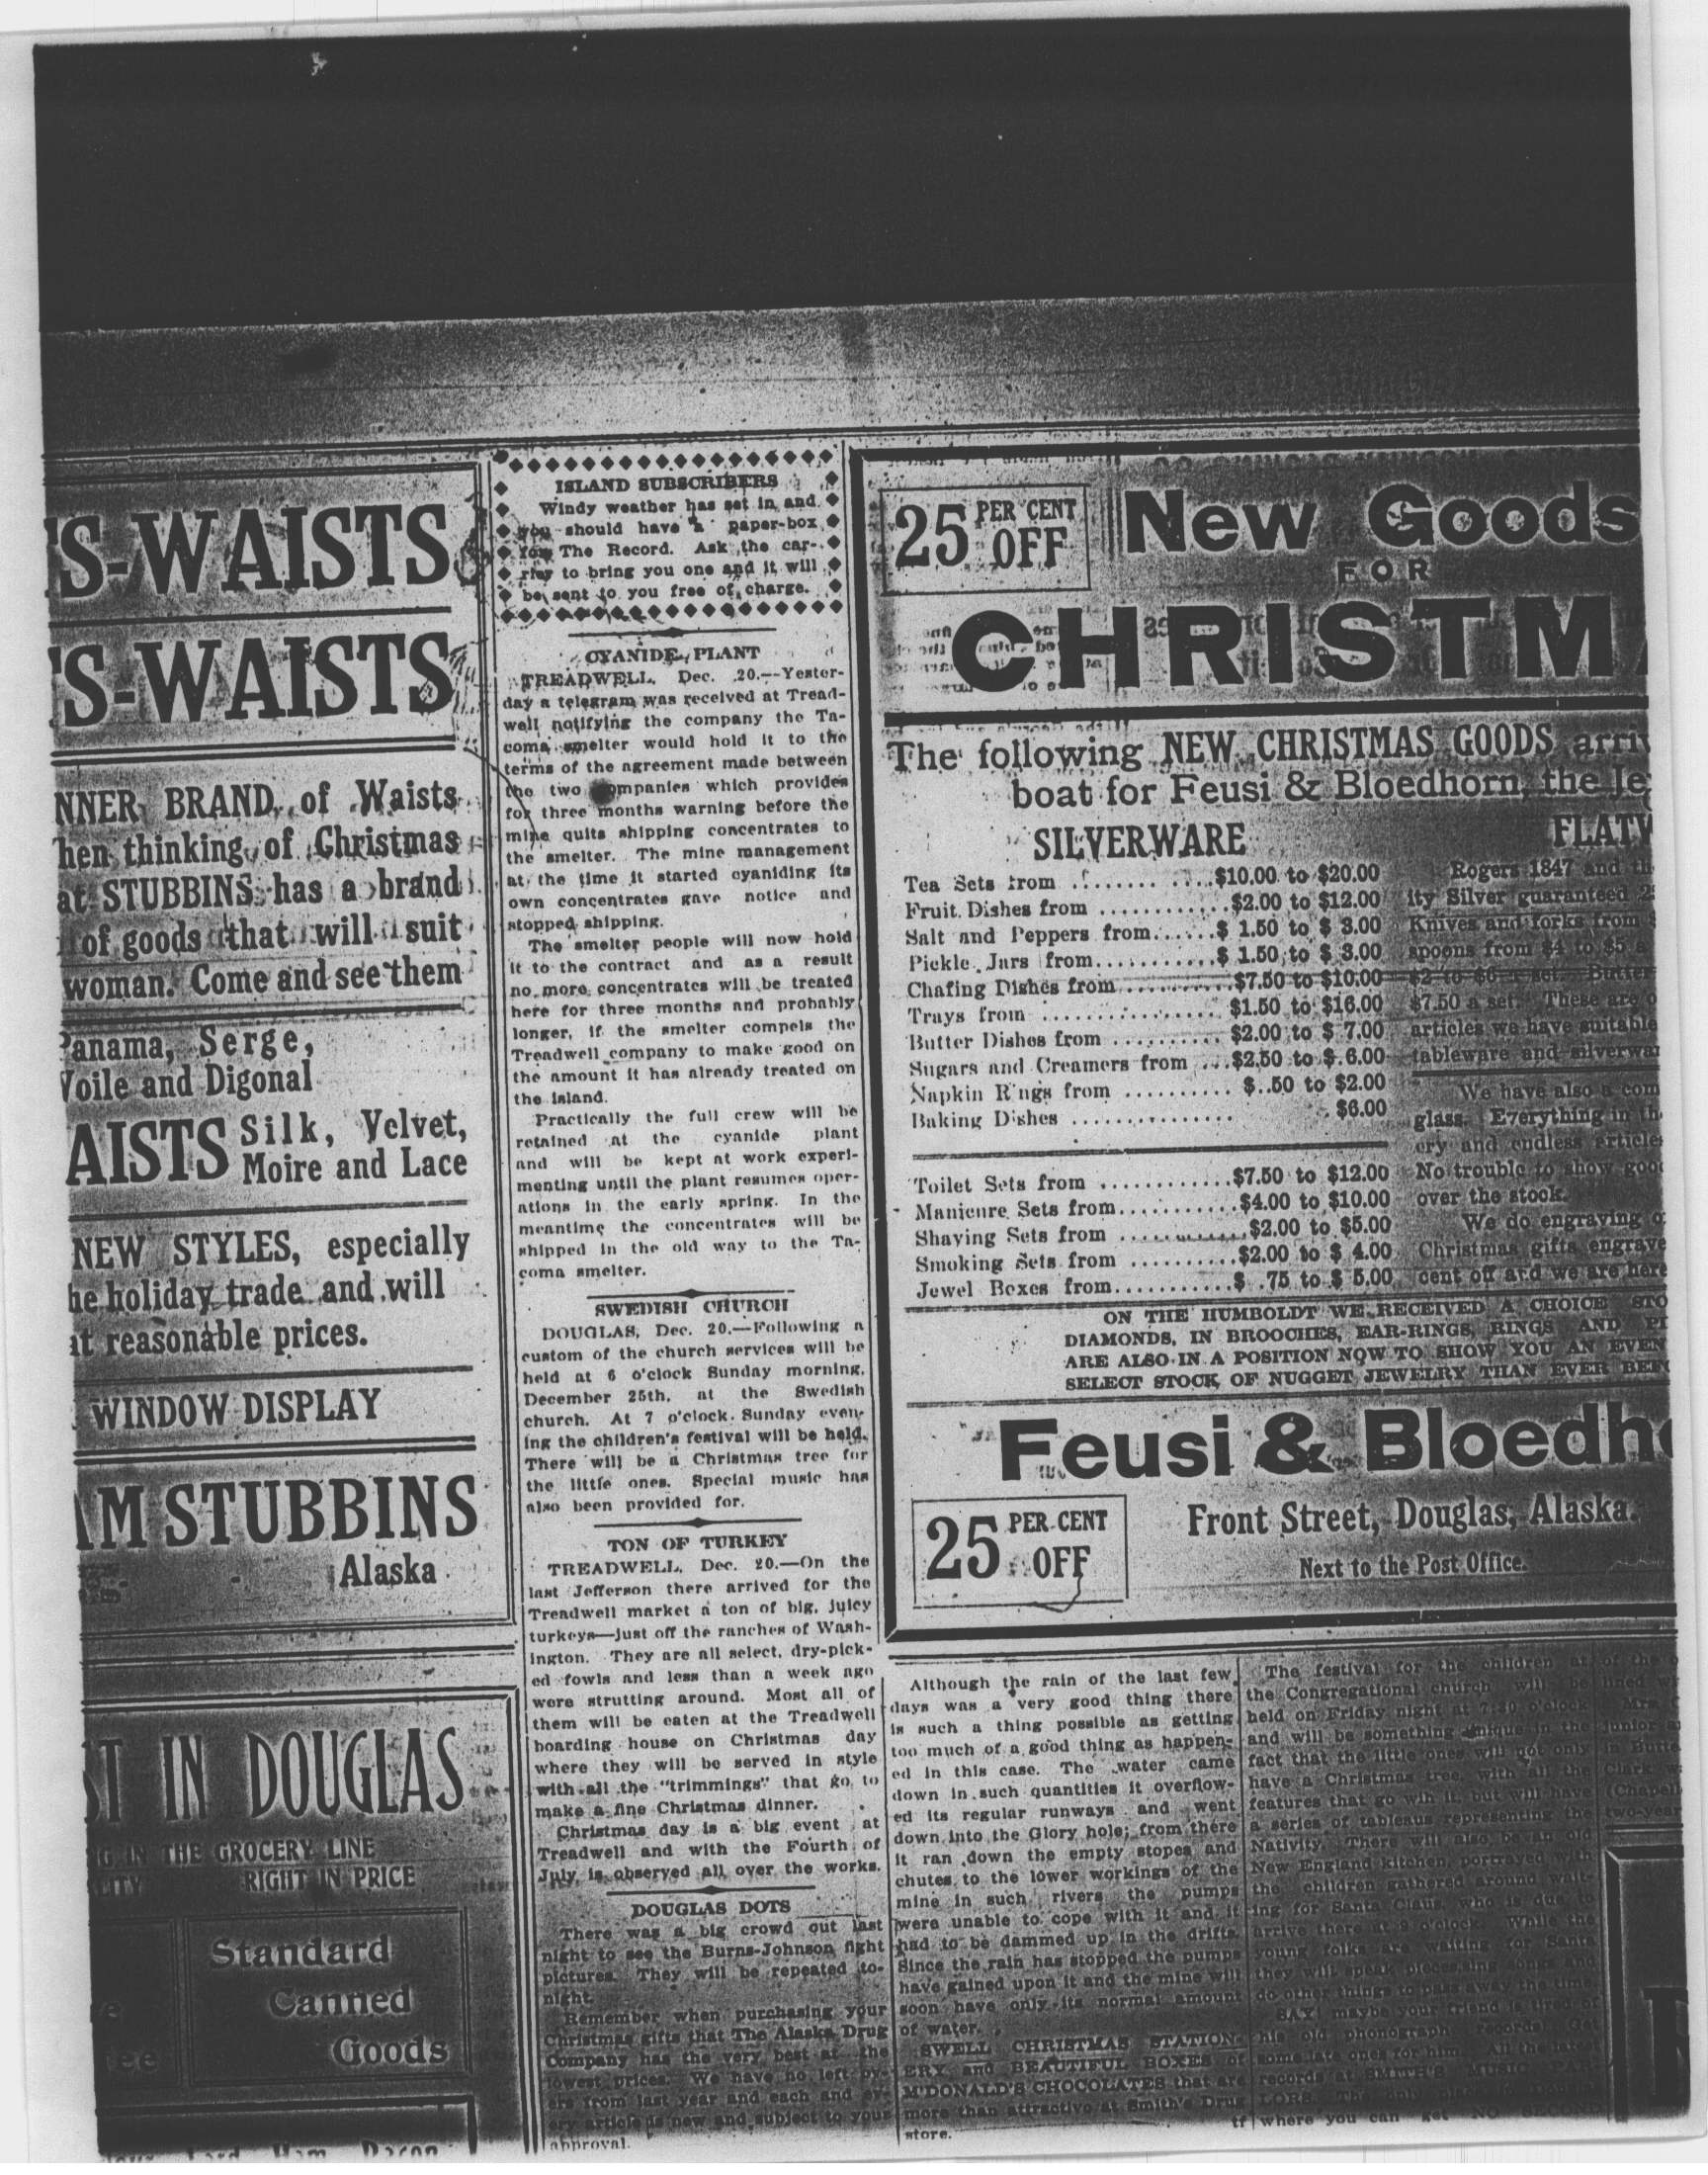 'S-WAISTS
'S-WAISTS
NNER BRAND of Waists
hen thinking of Christmas
at STUBBINS has a brand
of goods that will suit
woman. Come and see them
Panama, Serge,
Voile and Digonal
AISTS Silk, Velvet,
Moire and Lace
NEW STYLES, especially
he holiday trade and will
at reasonable prices.
WINDOW DISPLAY
AM STUBBINS
Alaska
ST IN DOUGLAS
IN THE GROCERY LINE
RIGHT IN PRICE
Standard
Canned
Goods
Lard Ham Bacon
ISLAND SUBSCRIBERS
Windy weather has set in and
you should have a paper-box
for The Record. Ask the car-
rier to bring you one and it will
be sent to you free of charge.
CYANIDE PLANT
TREADWELL, Dec. 20.—Yester-
day a telegram was received at Tread-
well notifying the company the Ta-
coma smelter would hold it to the
terms of the agreement made between
the two ompanies which provides
for three months warning before the
mine quits shipping concentrates to
the smelter. The mine management
at the time it started cyaniding its
own concentrates gave notice and
stopped shipping.
The smelter people will now hold
it to the contract and as a result
no more concentrates will be treated
here for three months and probably
longer, if the smelter compels the
Treadwell company to make good on
the amount it has already treated on
the island.
Practically the full crew will be
retained at the cyanide plant
and will be kept at work experi-
menting until the plant resumes oper-
ations in the early spring. In the
meantime the concentrates will be
shipped in the old way to the Ta-
coma smelter.
SWEDISH CHURCH
DOUGLAS, Dec. 20.—Following a
custom of the church services will be
held at 6 o'clock Sunday morning,
December 25th, at the Swedish
church. At 7 o'clock Sunday even-
ing the children's festival will be held.
There will be a Christmas tree for
the little ones. Special music has
also been provided for.
TON OF TURKEY
TREADWELL, Dec. 20.—On the
last Jefferson there arrived for the
Treadwell market a ton of big, juicy
turkeys—just off the ranches of Wash-
ington. They are all select, dry-pick-
ed fowls and less than a week ago
were strutting around. Most all of
them will be eaten at the Treadwell
boarding house on Christmas day
where they will be served in style
with all the "trimmings" that go to
make a fine Christmas dinner.
Christmas day is a big event at
Treadwell and with the Fourth of
July is observed all over the works.
DOUGLAS DOTS
There was a big crowd out last
night to see the Burns-Johnson fight
pictures. They will be repeated to-
night.
Remember when purchasing your
Christmas gifts that The Alaska Drug
Company has the very best at the
lowest prices. We have no left-ov-
ers from last year and each and ev-
ery article is new and subject to your
approval.
25 PER CENT
OFF
New Goods
FOR
CHRISTM
The following NEW CHRISTMAS GOODS arriv
boat for Feusi & Bloedhorn, the Je
SILVERWARE
Tea Sets from ........ ....$10.00 to $20.00
Fruit Dishes from ............$2.00 to $12.00
Salt and Peppers from......$ 1.50 to $ 3.00
Pickle Jars from...........$ 1.50 to $ 3.00
Chafing Dishes from...........$7.50 to $10.00
Trays from ................ $1.50 to $16.00
Butter Dishes from .......... $2.00 to $ 7.00
Sugars and Creamers from ...$2.50 to $ 6.00
Napkin Rings from .......... $..50 to $2.00
Baking Dishes ............... $6.00
Toilet Sets from ............$7.50 to $12.00
Manicure Sets from...........$4.00 to $10.00
Shaving Sets from ............$2.00 to $5.00
Smoking Sets from ..........$2.00 to $ 4.00
Jewel Boxes from...........$ .75 to $ 5.00
FLATW
Rogers 1847 and th
ity Silver guaranteed 2
Knives and forks from $
spoons from $4 to $5 a
$2 to $6 a set. Butter
$7.50 a set. These are o
articles we have suitable
tableware and silverwar
We have also a com
glass. Everything in th
ery and endless article
No trouble to show good
over the stock.
We do engraving o
Christmas gifts engrave
cent off and we are here
ON THE HUMBOLDT WE RECEIVED A CHOICE STO
DIAMONDS, IN BROOCHES, EAR-RINGS, RINGS AND PI
ARE ALSO IN A POSITION NOW TO SHOW YOU AN EVEN
SELECT STOCK OF NUGGET JEWELRY THAN EVER BEFO
Feusi & Bloedh
25 PER CENT
OFF
Front Street, Douglas, Alaska.
Next to the Post Office.
Although the rain of the last few
days was a very good thing there
is such a thing possible as getting
too much of a good thing as happen-
ed in this case. The water came
down in such quantities it overflow-
ed its regular runways and went
down into the Glory hole; from there
it ran down the empty stopes and
chutes to the lower workings of the
mine in such rivers the pumps
were unable to cope with it and it
had to be dammed up in the drifts.
Since the rain has stopped the pumps
have gained upon it and the mine will
soon have only its normal amount
of water.
SWELL CHRISTMAS STATION-
ERY and BEAUTIFUL BOXES of
M'DONALD'S CHOCOLATES that are
more than attractive at Smith's Drug
store. tf
The festival for the children at
the Congregational church will be
held on Friday night at 7:30 o'clock
and will be something unique in the
fact that the little ones will not only
have a Christmas tree with all the
features that go wih it, but will have
a series of tableaus representing the
Nativity. There will also be an old
New England kitchen portrayed with
the children gathered around wait-
ing for Santa Claus, who is due to
arrive there at 9 o'clock. While the
young folks are waiting for Santa
they will speak pieces, sing songs and
do other things to pass away the time.
SAY! maybe your friend is tired of
his old phonograph records. Get
some late ones for him. All the latest
records at SMITH'S MUSIC PAR-
LORS. The only place in
where you can get NO SECOND
of the
lined w
Mrs.
Junior
Butte
Clark w
(Chapell
two-year